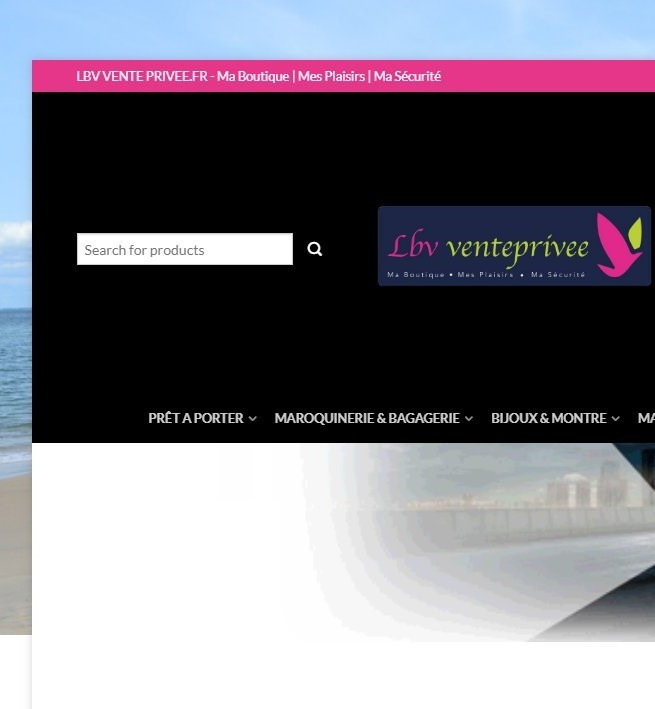 LBV VENTE PRIVEE.FR - Ma Boutique | Mes Plaisirs | Ma Sécurité
Search for products
Lbv venteprivee
Ma Boutique • Mes Plaisirs • Ma Sécurité
PRÊT A PORTER
MAROQUINERIE & BAGAGERIE
BIJOUX & MONTRE
MA